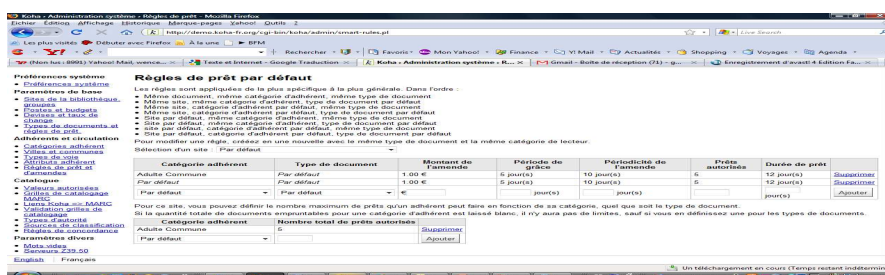 Koha › Administration système › Règles de prêt - Mozilla Firefox
Fichier Édition Affichage Historique Marque-pages Yahoo! Outils ?
http://demo.koha-fr.org/cgi-bin/koha/admin/smart-rules.pl
Live Search
Les plus visités Débuter avec Firefox À la une BFM
Rechercher Favoris Mon Yahoo! Finance Y! Mail Actualités Shopping Voyages Agenda
(Non lus : 8991) Yahoo! Mail, wence... Texte et Internet - Google Traduction Koha › Administration système › R... Gmail - Boîte de réception (71) - g... Enregistrement d'avast! 4 Edition Fa...
Préférences système
Préférences système
Paramètres de base
Sites de la bibliothèque, groupes
Postes et budgets
Devises et taux de change
Types de documents et règles de prêt.
Adhérents et circulation
Catégories adhérent
Villes et communes
Types de voie
Attributs adhérent
Règles de prêt et d'amendes
Catalogue
Valeurs autorisées
Grilles de catalogage MARC
Liens Koha => MARC
Validation grilles de catalogage
Types d'autorité
Sources de classification
Règles de concordance
Paramètres divers
Mots vides
Serveurs Z39.50
English Français
Règles de prêt par défaut
Les règles sont appliquées de la plus spécifique à la plus générale. Dans l'ordre :
Même document, même catégorie d'adhérent, même type de document
Même site, même catégorie d'adhérent, type de document par défaut
Même site, catégorie d'adhérent par défaut, même type de document
Même site, catégorie d'adhérent par défaut, type de document par défaut
Site par défaut, même catégorie d'adhérent, même type de document
Site par défaut, même catégorie d'adhérent, type de document par défaut
site par défaut, catégorie d'adhérent par défaut, même type de document
Site par défaut, catégorie d'adhérent par défaut, type de document par défaut
Pour modifier une règle, créez-en une nouvelle avec le même type de document et la même catégorie de lecteur.
Sélection d'un site : Par défaut
Catégorie adhérent Type de document Montant de l'amende Période de grâce Périodicité de l'amende Prêts autorisés Durée de prêt
Adulte Commune Par défaut 1.00 € 5 jour(s) 10 jour(s) 5 12 jour(s) Supprimer
Par défaut Par défaut 1.00 € 5 jour(s) 10 jour(s) 5 12 jour(s) Supprimer
Par défaut Par défaut € jour(s) jour(s) jour(s) Ajouter
Pour ce site, vous pouvez définir le nombre maximum de prêts qu'un adhérent peut faire en fonction de sa catégorie, quel que soit le type de document.
Si la quantité totale de documents empruntables pour une catégorie d'adhérent est laissé blanc, il n'y aura pas de limites, sauf si vous en définissez une pour les types de documents.
Catégorie adhérent Nombre total de prêts autorisés
Adulte Commune 5 Supprimer
Par défaut Ajouter
Un téléchargement en cours (Temps restant indétermin